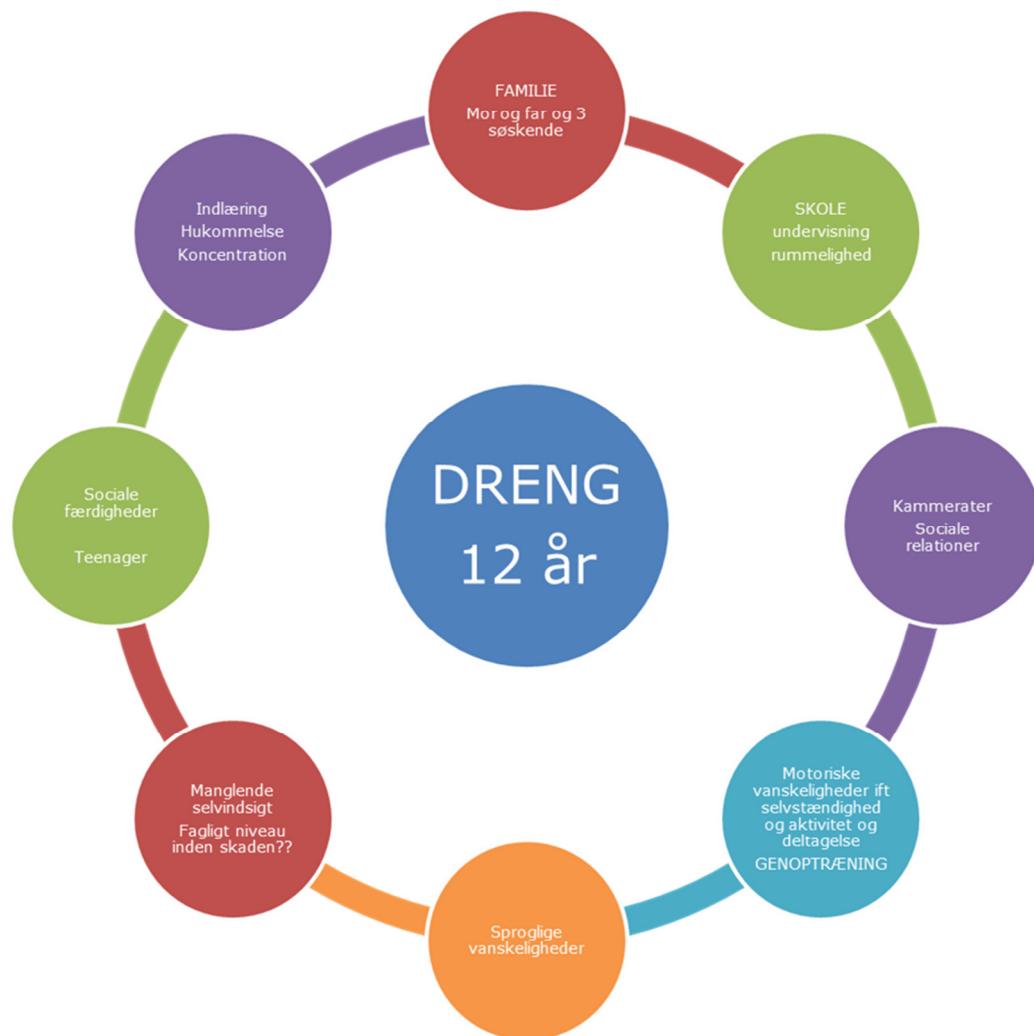 FAMILIE
Mor og far og 3
søskende
SKOLE
undervisning
rummelighed
Kammerater
Sociale
relationer
Motoriske
vanskeligheder ift
selvstændighed
og aktivitet og
deltagelse
GENOPTRÆNING
Sproglige
vanskeligheder
Manglende
selvindsigt
Fagligt niveau
inden skaden??
Sociale
færdigheder
Teenager
Indlæring
Hukommelse
Koncentration
DRENG
12 år